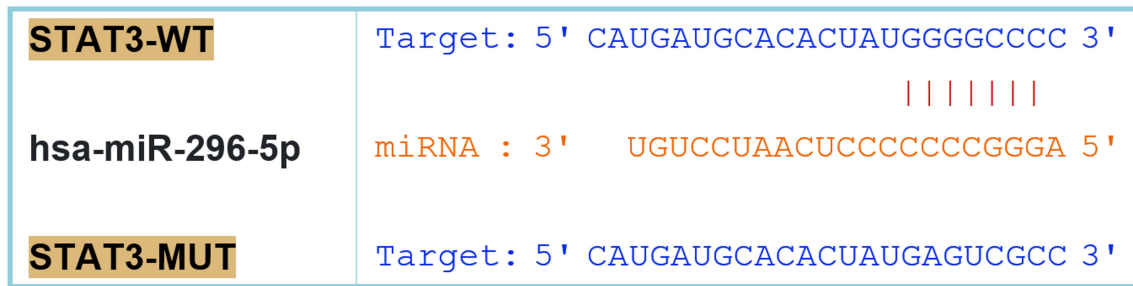 STAT3-WT Target: 5' CAUGAUGCACACUAUGGGGCCCC 3'
| | | | | | |
hsa-miR-296-5p miRNA : 3' UGUCCUAACUCCCCCCCGGGA 5'
STAT3-MUT Target: 5' CAUGAUGCACACUAUGAGUCGCC 3'